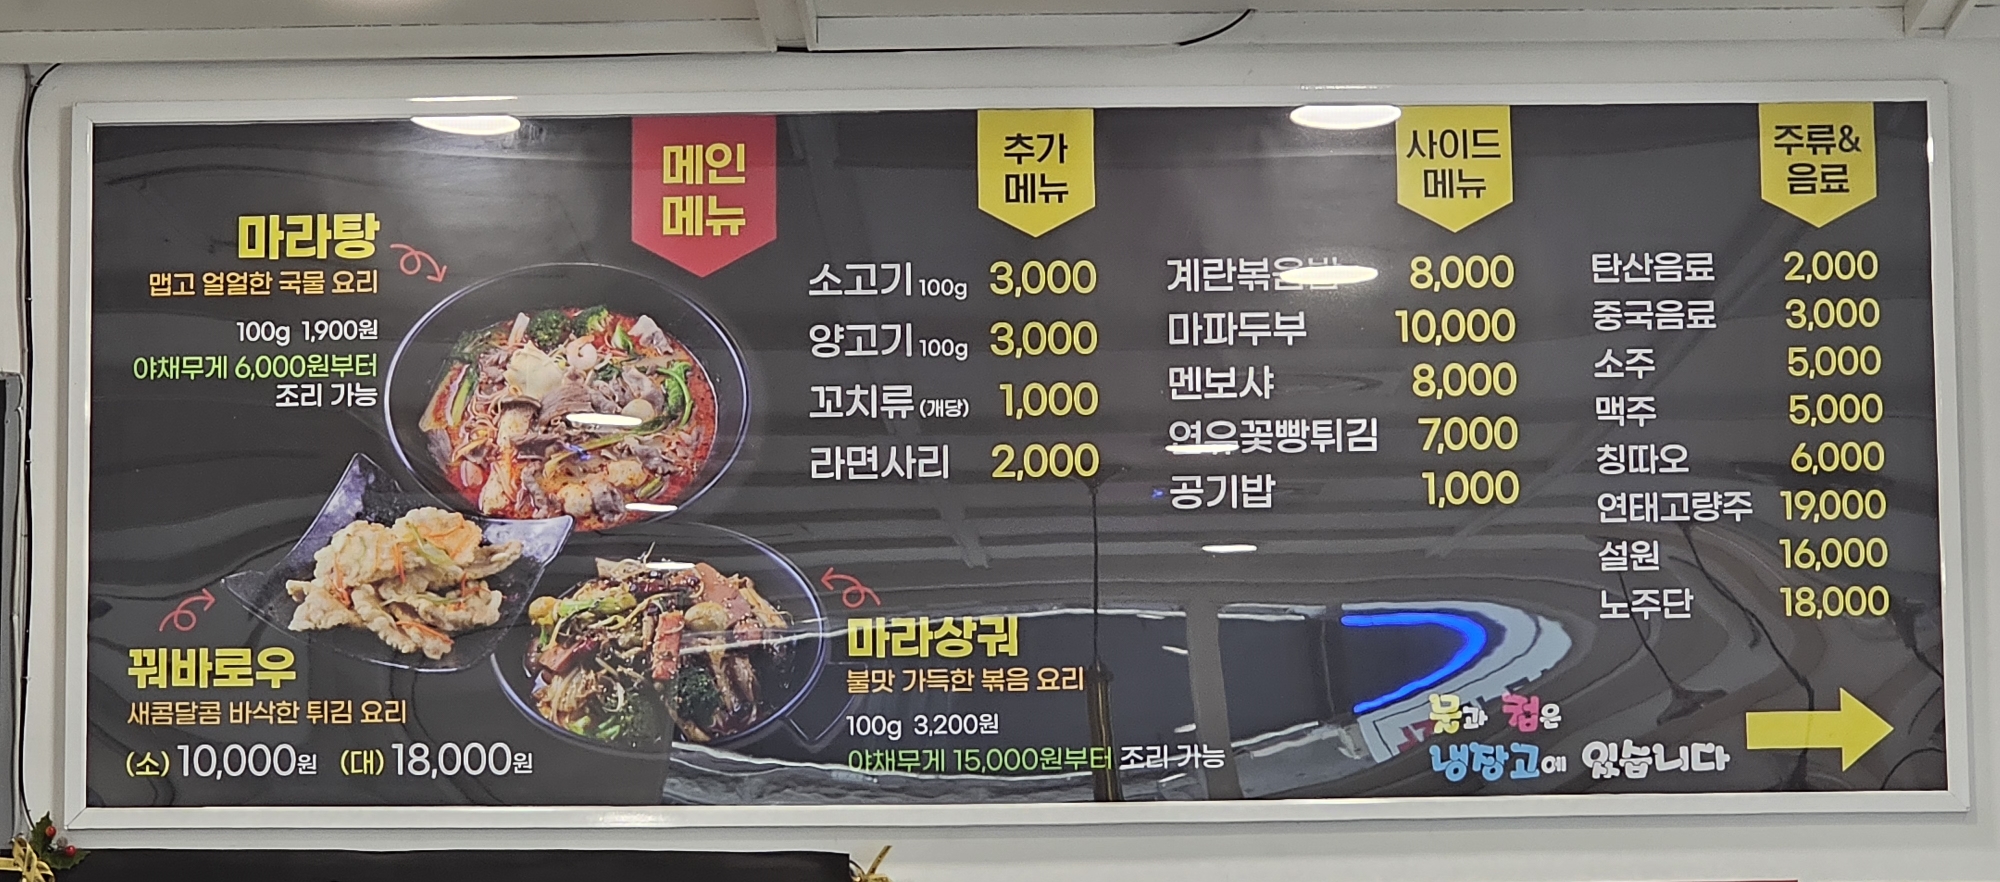 메인
메뉴
마라탕
맵고 얼얼한 국물 요리
100g 1,900원
야채무게 6,000원부터
조리 가능
꿔바로우
새콤달콤 바삭한 튀김 요리
(소) 10,000원 (대) 18,000원
마라샹궈
불맛 가득한 볶음 요리
100g 3,200원
야채무게 15,000원부터 조리 가능
추가
메뉴
소고기 100g 3,000
양고기 100g 3,000
꼬치류 (개당) 1,000
라면사리 2,000
사이드
메뉴
계란볶음밥 8,000
마파두부 10,000
멘보샤 8,000
연유꽃빵튀김 7,000
공기밥 1,000
주류&
음료
탄산음료 2,000
중국음료 3,000
소주 5,000
맥주 5,000
칭따오 6,000
연태고량주 19,000
설원 16,000
노주단 18,000
물과 컵은
냉장고에 있습니다